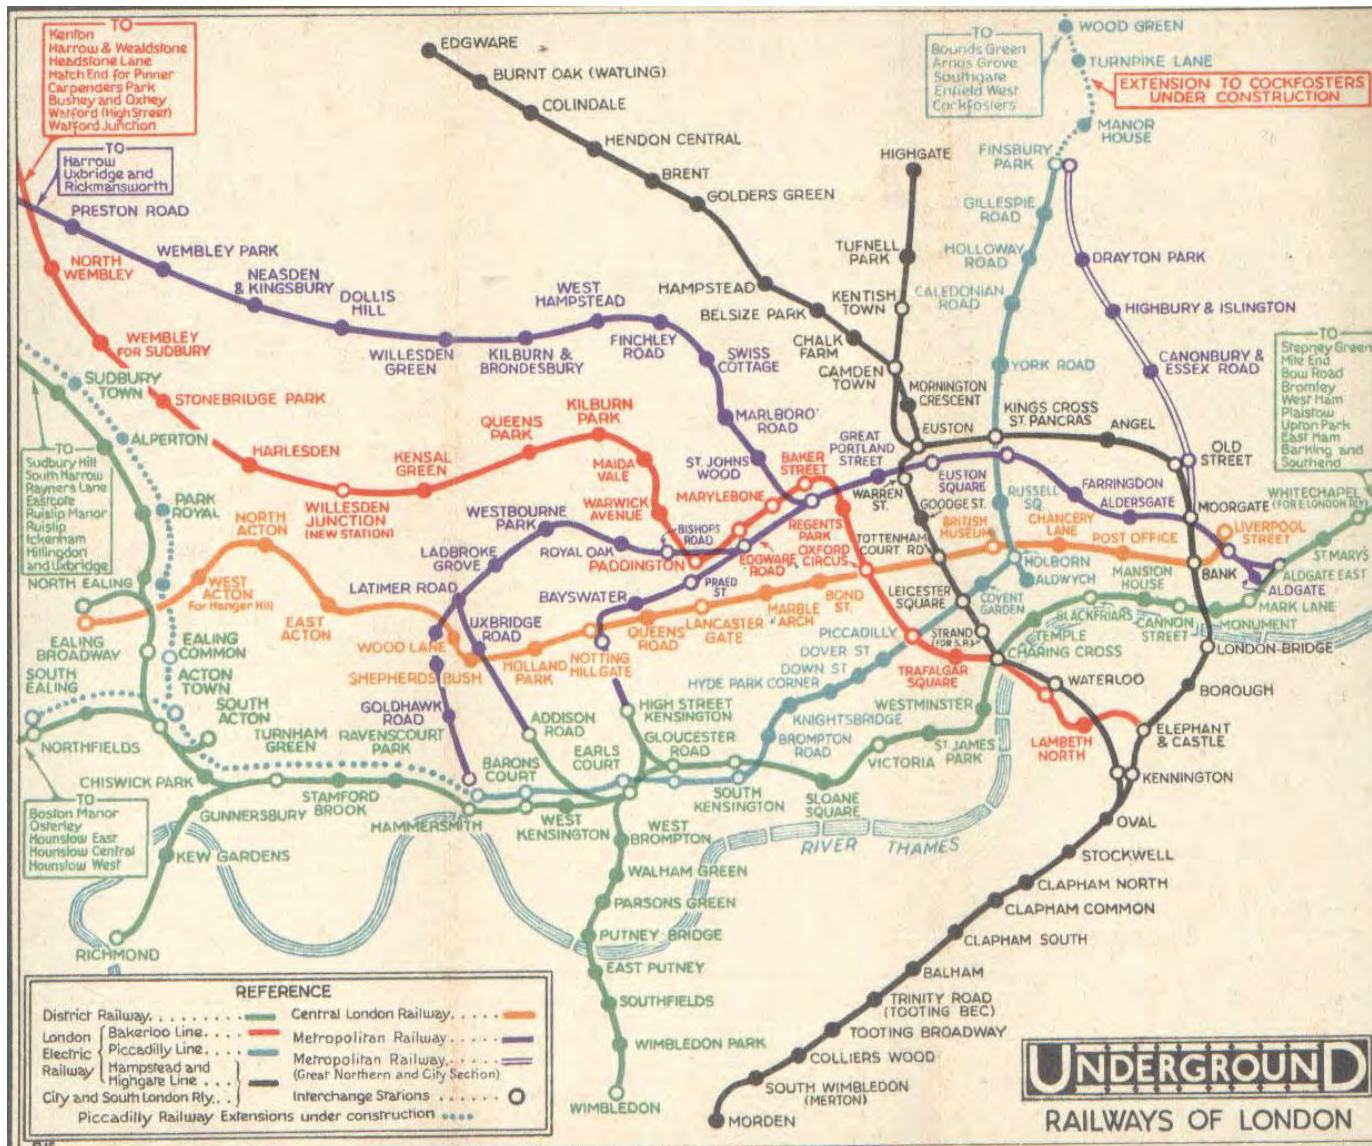 TO
Kenton
Harrow & Wealdstone
Headstone Lane
Hatch End for Pinner
Carpenders Park
Bushey and Oxhey
Watford (High Street)
Watford Junction
TO
Harrow
Uxbridge and
Rickmansworth
EDGWARE
BURNT OAK (WATLING)
COLINDALE
HENDON CENTRAL
BRENT
GOLDERS GREEN
HIGHGATE
TO
Bounds Green
Arnos Grove
Southgate
Enfield West
Cockfosters
WOOD GREEN
TURNPIKE LANE
EXTENSION TO COCKFOSTERS
UNDER CONSTRUCTION
MANOR
HOUSE
FINSBURY
PARK
PRESTON ROAD
NORTH
WEMBLEY
WEMBLEY PARK
NEASDEN
& KINGSBURY
DOLLIS
HILL
WILLESDEN
GREEN
KILBURN &
BRONDESBURY
WEST
HAMPSTEAD
FINCHLEY
ROAD
SWISS
COTTAGE
MARLBORO'
ROAD
ST. JOHNS
WOOD
HAMPSTEAD
BELSIZE PARK
CHALK
FARM
CAMDEN
TOWN
TUFNELL
PARK
KENTISH
TOWN
MORNINGTON
CRESCENT
EUSTON
GILLESPIE
ROAD
HOLLOWAY
ROAD
CALEDONIAN
ROAD
YORK ROAD
KINGS CROSS
ST. PANCRAS
ANGEL
DRAYTON PARK
HIGHBURY & ISLINGTON
CANONBURY &
ESSEX ROAD
OLD
STREET
MOORGATE
TO
Stepney Green
Mile End
Bow Road
Bromley
West Ham
Plaistow
Upton Park
East Ham
Barking and
Southend
WHITECHAPEL
(FOR E LONDON RLY)
WEMBLEY
FOR SUDBURY
SUDBURY
TOWN
STONEBRIDGE PARK
ALPERTON
HARLESDEN
WILLESDEN
JUNCTION
(NEW STATION)
KENSAL
GREEN
QUEENS
PARK
KILBURN
PARK
MAIDA
VALE
WARWICK
AVENUE
MARYLEBONE
BAKER
STREET
GREAT
PORTLAND
STREET
EUSTON
SQUARE
WARREN
ST.
GOODGE ST.
RUSSELL
SQ.
FARRINGDON
ALDERSGATE
TO
Sudbury Hill
South Harrow
Rayners Lane
Eastcote
Ruislip Manor
Ruislip
Ickenham
Hillingdon
and Uxbridge
PARK
ROYAL
NORTH EALING
NORTH
ACTON
WEST
ACTON
For Hanger Hill
EAST
ACTON
WESTBOURNE
PARK
LADBROKE
GROVE
LATIMER ROAD
ROYAL OAK
PADDINGTON
BISHOPS
ROAD
EDGWARE
ROAD
PRAED
ST.
REGENTS
PARK
OXFORD
CIRCUS
TOTTENHAM
COURT RD
BRITISH
MUSEUM
CHANCERY
LANE
POST OFFICE
LIVERPOOL
STREET
BANK
HOLBORN
ALDWYCH
COVENT
GARDEN
LEICESTER
SQUARE
STRAND
(FOR S.R.)
MANSION
HOUSE
BLACKFRIARS
CANNON
STREET
MONUMENT
MARK LANE
ALDGATE
ALDGATE EAST
ST MARYS
TEMPLE
CHARING CROSS
EALING
BROADWAY
EALING
COMMON
SOUTH
EALING
ACTON
TOWN
SOUTH
ACTON
NORTHFIELDS
TURNHAM
GREEN
CHISWICK PARK
WOOD LANE
SHEPHERDS BUSH
UXBRIDGE
ROAD
GOLDHAWK
ROAD
HOLLAND
PARK
NOTTING
HILLGATE
BAYSWATER
QUEENS
ROAD
LANCASTER
GATE
MARBLE
ARCH
BOND
ST.
PICCADILLY
DOVER ST
DOWN ST
HYDE PARK CORNER
KNIGHTSBRIDGE
BROMPTON
ROAD
TRAFALGAR
SQUARE
WESTMINSTER
ST JAMES
PARK
VICTORIA
SLOANE
SQUARE
SOUTH
KENSINGTON
GLOUCESTER
ROAD
HIGH STREET
KENSINGTON
ADDISON
ROAD
EARLS
COURT
BARONS
COURT
RAVENSCOURT
PARK
STAMFORD
BROOK
HAMMERSMITH
WEST
KENSINGTON
WATERLOO
LAMBETH
NORTH
LONDON BRIDGE
BOROUGH
ELEPHANT
& CASTLE
KENNINGTON
OVAL
STOCKWELL
CLAPHAM NORTH
CLAPHAM COMMON
CLAPHAM SOUTH
BALHAM
TRINITY ROAD
(TOOTING BEC)
TOOTING BROADWAY
COLLIERS WOOD
SOUTH WIMBLEDON
(MERTON)
MORDEN
RIVER THAMES
TO
Boston Manor
Osterley
Hounslow East
Hounslow Central
Hounslow West
GUNNERSBURY
KEW GARDENS
RICHMOND
WEST
BROMPTON
WALHAM GREEN
PARSONS GREEN
PUTNEY BRIDGE
EAST PUTNEY
SOUTHFIELDS
WIMBLEDON PARK
WIMBLEDON
REFERENCE
District Railway
London Electric Railway
Bakerloo Line
Piccadilly Line
Hampstead and
Highgate Line
City and South London Rly.
Central London Railway
Metropolitan Railway
Metropolitan Railway
(Great Northern and City Section)
Interchange Stations
Piccadilly Railway Extensions under construction
UNDERGROUND
RAILWAYS OF LONDON